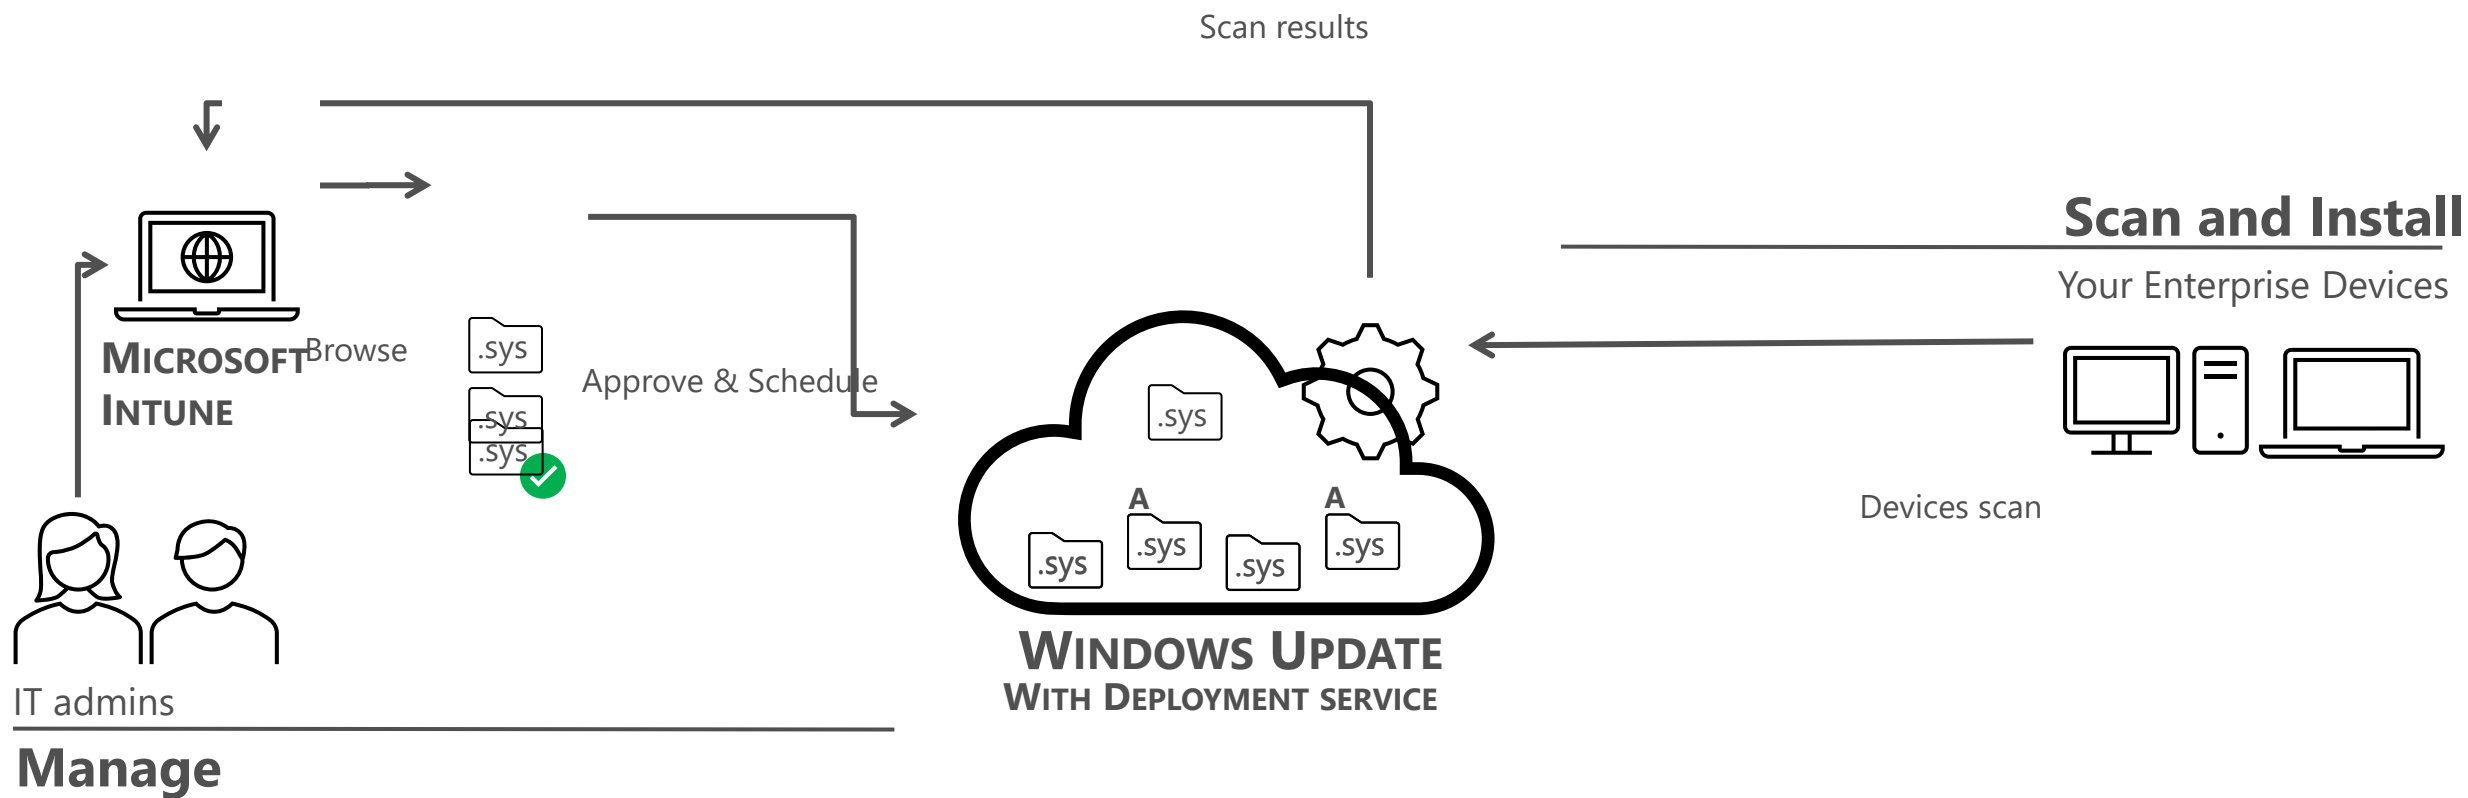 Scan results
Scan and Install
Your Enterprise Devices
MICROSOFT
INTUNE
Browse
.sys
Approve & Schedule
.sys
.sys
.sys
A
A
.sys
.sys
.sys
.sys
Devices scan
WINDOWS UPDATE
WITH DEPLOYMENT SERVICE
IT admins
Manage